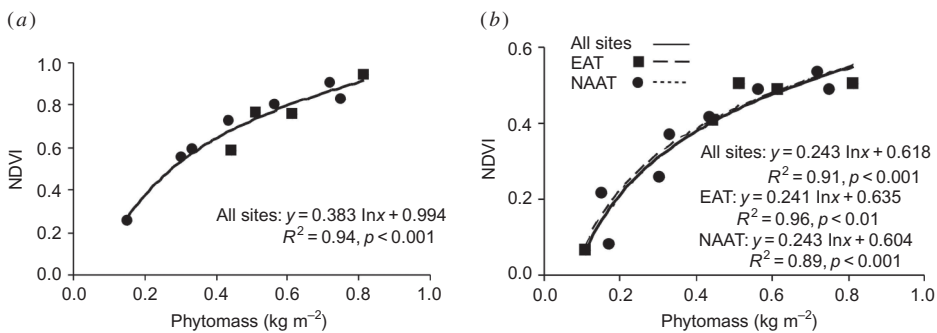 (a)
NDVI
1.0
0.8
0.6
0.4
0.2
0.0
All sites: y = 0.383 lnx + 0.994
R² = 0.94, p < 0.001
0.0 0.2 0.4 0.6 0.8 1.0
Phytomass (kg m⁻²)
(b)
NDVI
0.6
0.4
0.2
0.0
All sites
EAT
NAAT
All sites: y = 0.243 lnx + 0.618
R² = 0.91, p < 0.001
EAT: y = 0.241 lnx + 0.635
R² = 0.96, p < 0.01
NAAT: y = 0.243 lnx + 0.604
R² = 0.89, p < 0.001
0.0 0.2 0.4 0.6 0.8 1.0
Phytomass (kg m⁻²)